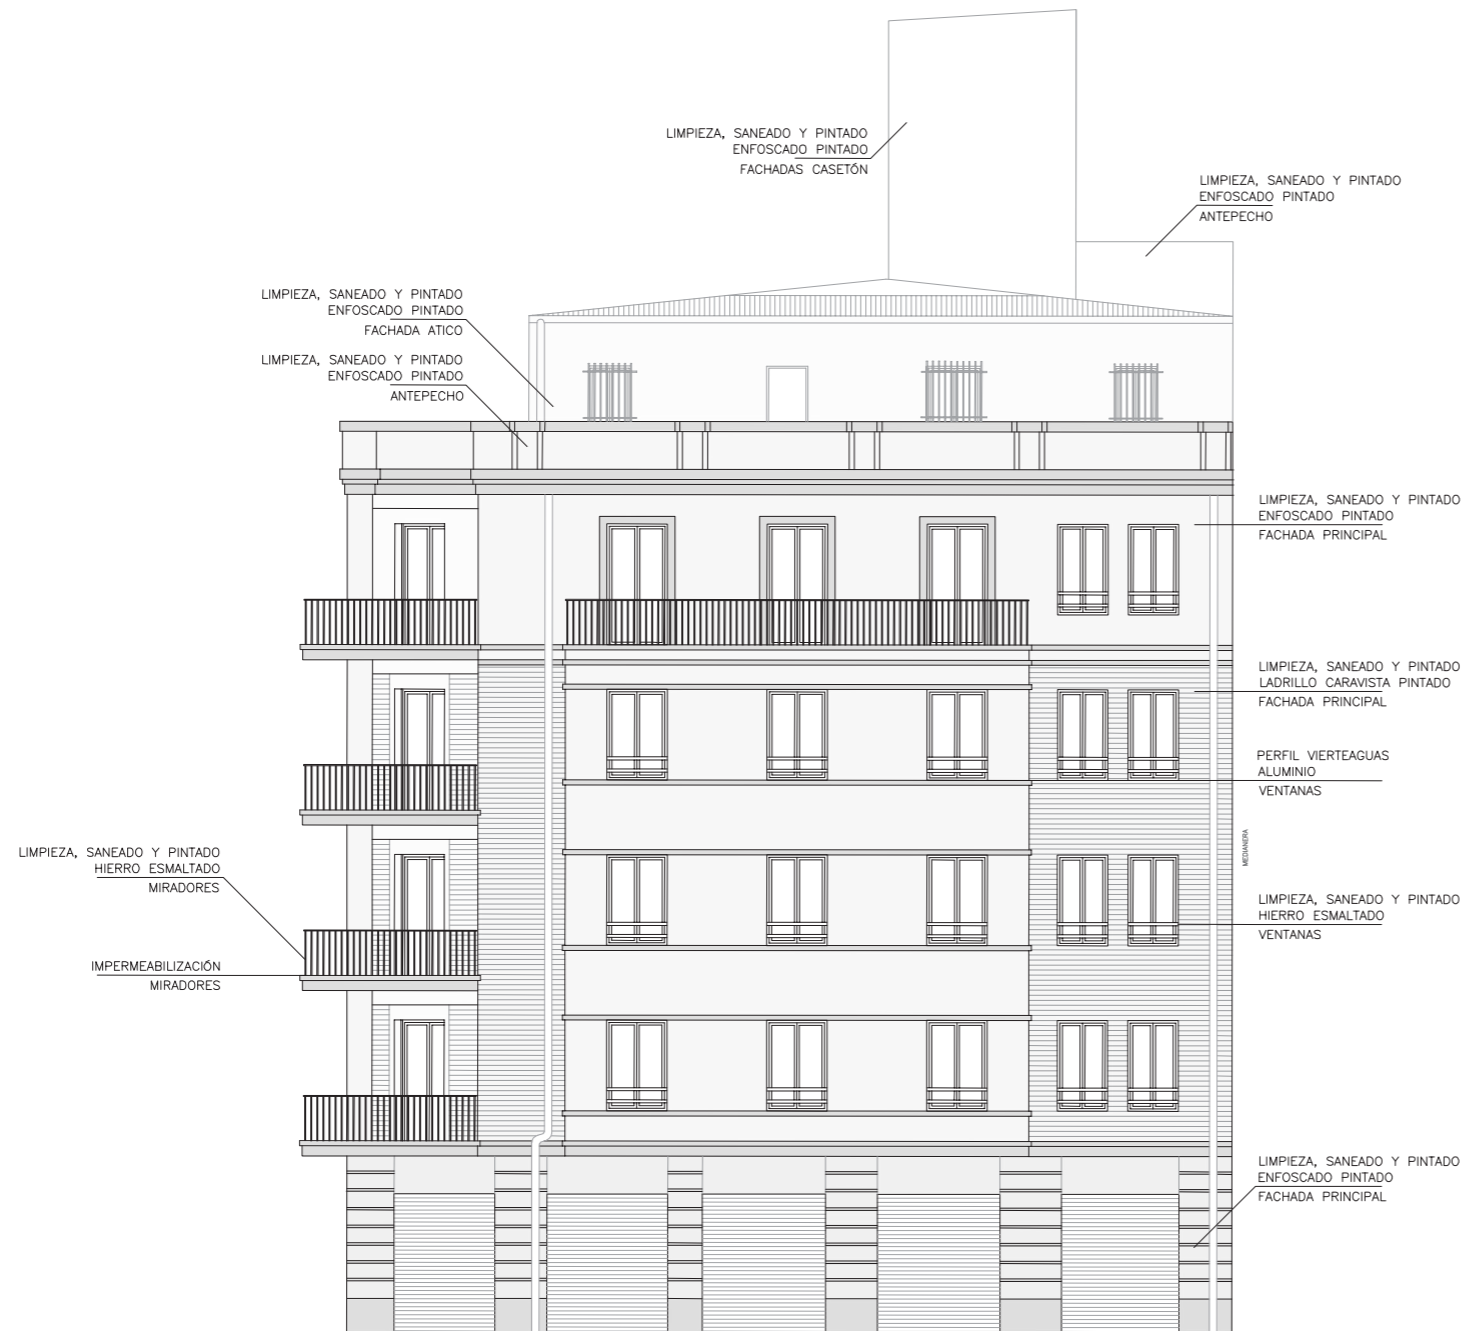 LIMPIEZA, SANEADO Y PINTADO
ENFOSCADO PINTADO
FACHADAS CASETÓN
LIMPIEZA, SANEADO Y PINTADO
ENFOSCADO PINTADO
ANTEPECHO
LIMPIEZA, SANEADO Y PINTADO
ENFOSCADO PINTADO
FACHADA ATICO
LIMPIEZA, SANEADO Y PINTADO
ENFOSCADO PINTADO
ANTEPECHO
LIMPIEZA, SANEADO Y PINTADO
ENFOSCADO PINTADO
FACHADA PRINCIPAL
LIMPIEZA, SANEADO Y PINTADO
LADRILLO CARAVISTA PINTADO
FACHADA PRINCIPAL
PERFIL VIERTEAGUAS
ALUMINIO
VENTANAS
MEDIANERA
LIMPIEZA, SANEADO Y PINTADO
HIERRO ESMALTADO
MIRADORES
LIMPIEZA, SANEADO Y PINTADO
HIERRO ESMALTADO
VENTANAS
IMPERMEABILIZACIÓN
MIRADORES
LIMPIEZA, SANEADO Y PINTADO
ENFOSCADO PINTADO
FACHADA PRINCIPAL